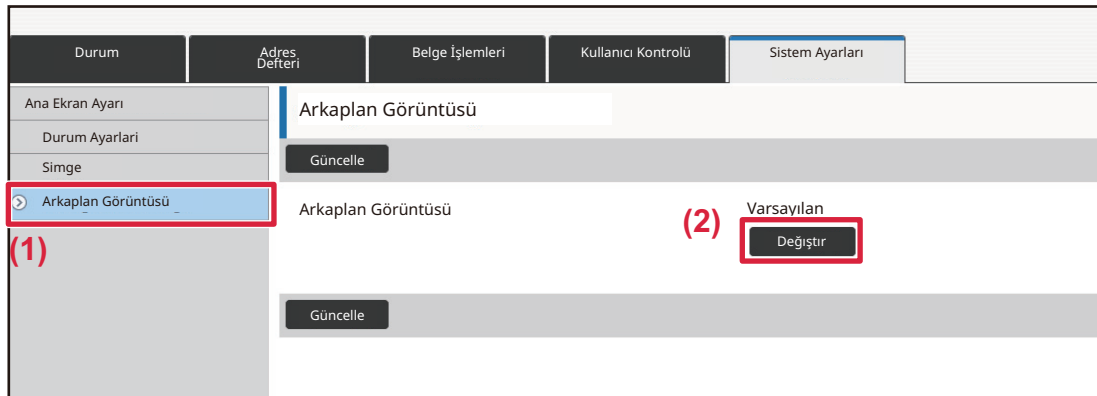 Durum
Adres
Defteri
Belge İşlemleri
Kullanıcı Kontrolü
Sistem Ayarları
Ana Ekran Ayarı
Durum Ayarlari
Simge
Arkaplan Görüntüsü
(1)
Arkaplan Görüntüsü
Güncelle
Arkaplan Görüntüsü
Varsayılan
(2)
Değıştır
Güncelle